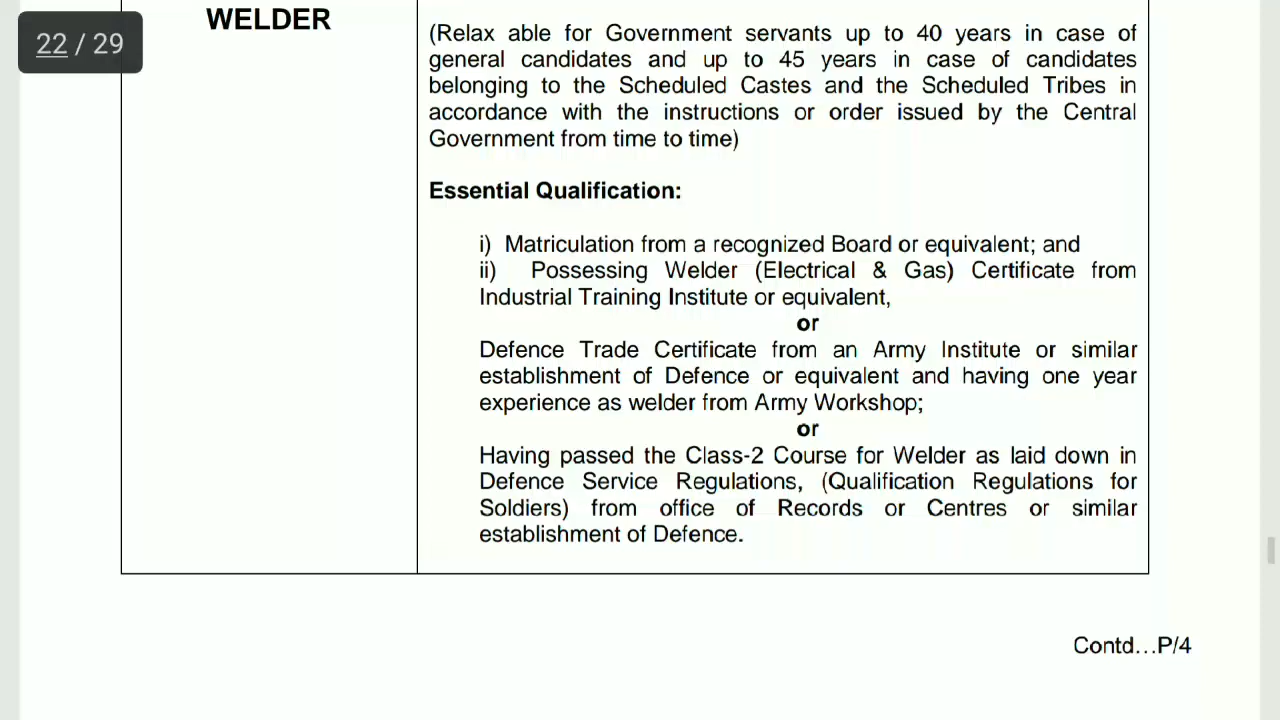 22 / 29
WELDER
(Relax able for Government servants up to 40 years in case of
general candidates and up to 45 years in case of candidates
belonging to the Scheduled Castes and the Scheduled Tribes in
accordance with the instructions or order issued by the Central
Government from time to time)
Essential Qualification:
i) Matriculation from a recognized Board or equivalent; and
ii) Possessing Welder (Electrical & Gas) Certificate from
Industrial Training Institute or equivalent,
or
Defence Trade Certificate from an Army Institute or similar
establishment of Defence or equivalent and having one year
experience as welder from Army Workshop;
or
Having passed the Class-2 Course for Welder as laid down in
Defence Service Regulations, (Qualification Regulations for
Soldiers) from office of Records or Centres or similar
establishment of Defence.
Contd...P/4